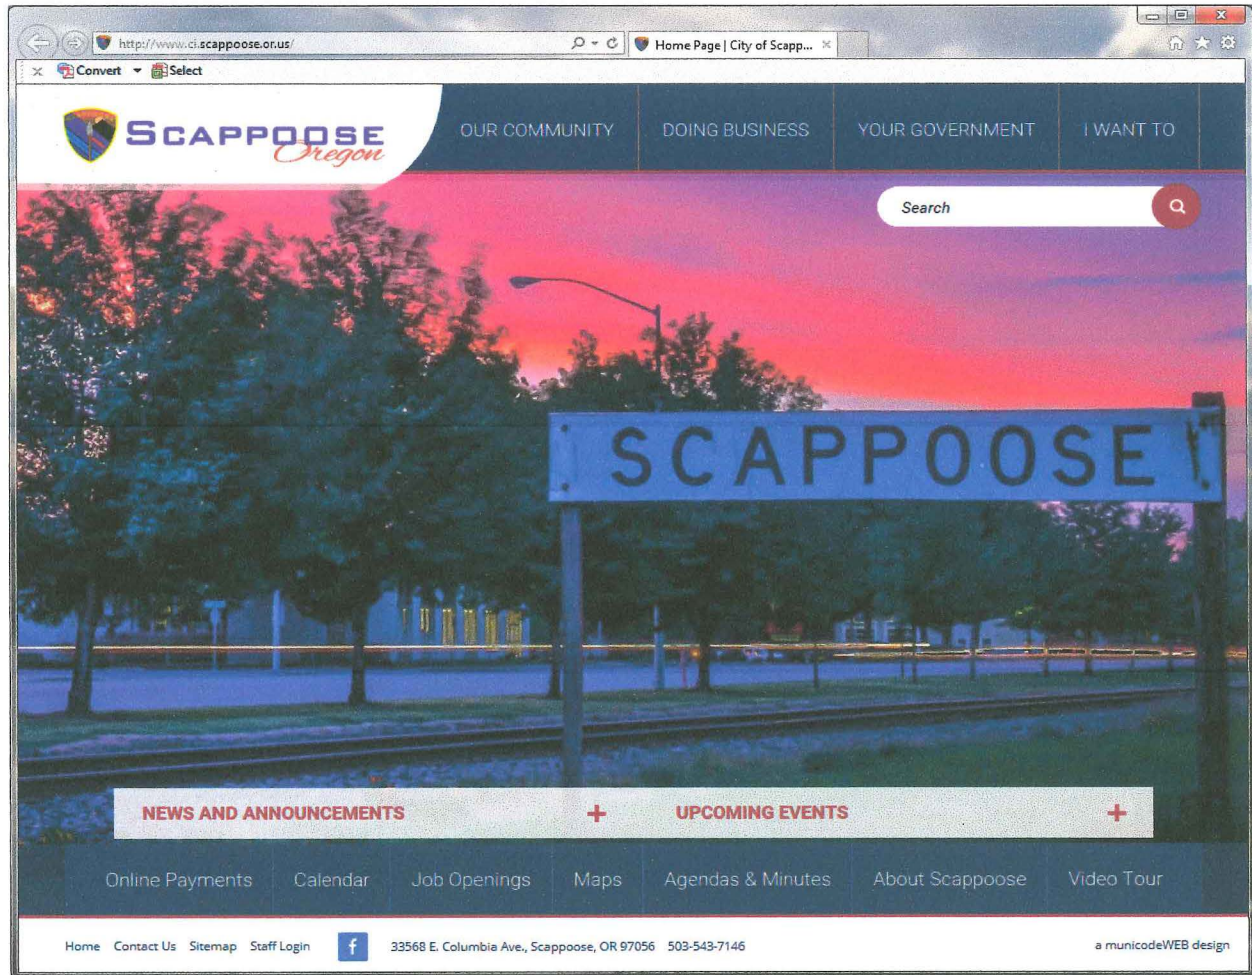 http://www.ci.scappoose.or.us/
Home Page | City of Scapp...
Convert
Select
SCAPPOOSE
Oregon
OUR COMMUNITY
DOING BUSINESS
YOUR GOVERNMENT
I WANT TO
Search
SCAPPOOSE
NEWS AND ANNOUNCEMENTS +
UPCOMING EVENTS +
Online Payments
Calendar
Job Openings
Maps
Agendas & Minutes
About Scappoose
Video Tour
Home Contact Us Sitemap Staff Login f 33568 E. Columbia Ave., Scappoose, OR 97056 503-543-7146 a municodeWEB design